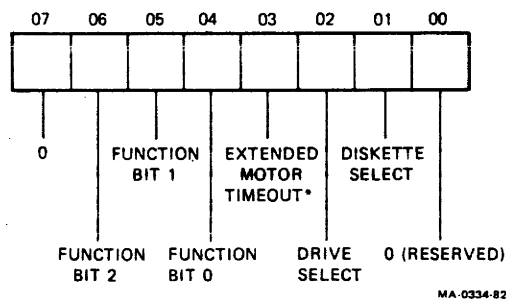 07 06 05 04 03 02 01 00
0 FUNCTION EXTENDED DISKETTE
BIT 1 MOTOR SELECT
TIMEOUT*
FUNCTION FUNCTION DRIVE 0 (RESERVED)
BIT 2 BIT 0 SELECT
MA-0334-82